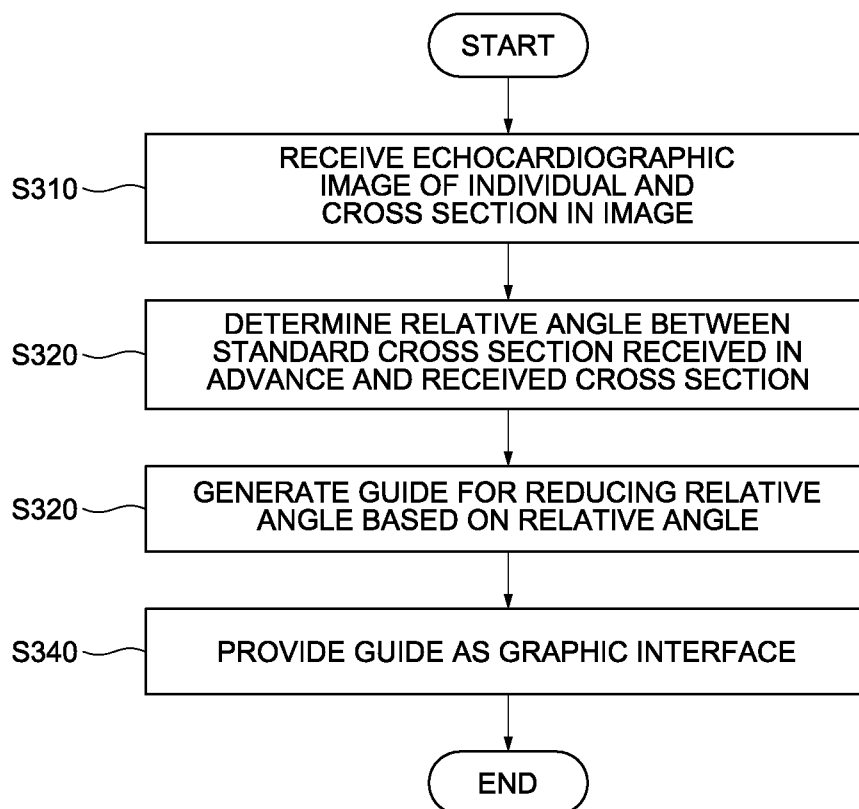 START
S310
RECEIVE ECHOCARDIOGRAPHIC
IMAGE OF INDIVIDUAL AND
CROSS SECTION IN IMAGE
S320
DETERMINE RELATIVE ANGLE BETWEEN
STANDARD CROSS SECTION RECEIVED IN
ADVANCE AND RECEIVED CROSS SECTION
S320
GENERATE GUIDE FOR REDUCING RELATIVE
ANGLE BASED ON RELATIVE ANGLE
S340
PROVIDE GUIDE AS GRAPHIC INTERFACE
END